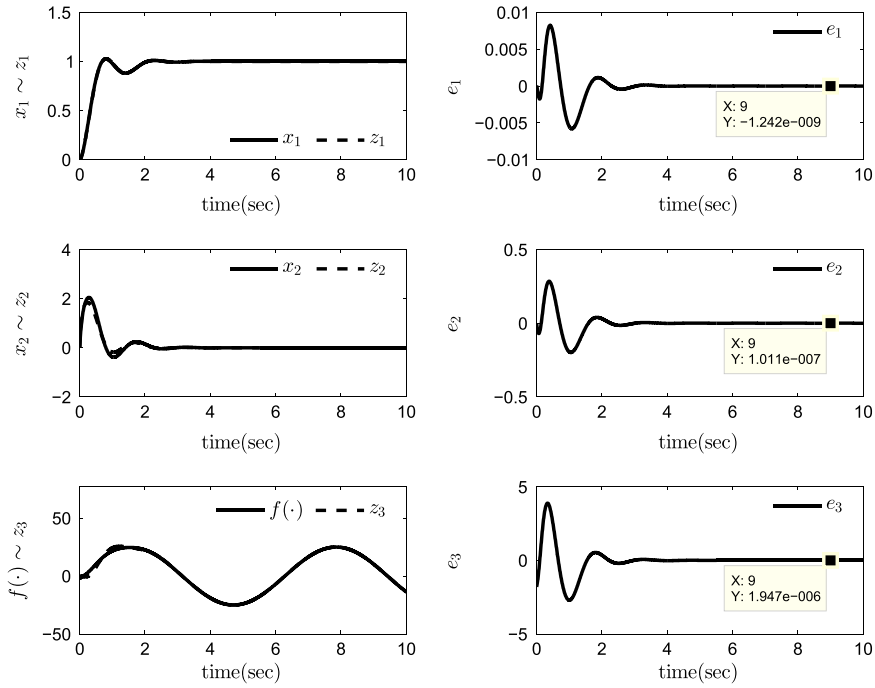 1.5
1
0.5
0
x₁ ~ z₁
x₁ z₁
0 2 4 6 8 10
time(sec)
0.01
0.005
0
−0.005
−0.01
e₁
e₁
X: 9
Y: −1.242e−009
0 2 4 6 8 10
time(sec)
4
2
0
−2
x₂ ~ z₂
x₂ z₂
0 2 4 6 8 10
time(sec)
0.5
0
−0.5
e₂
e₂
X: 9
Y: 1.011e−007
0 2 4 6 8 10
time(sec)
50
0
−50
f(·) ~ z₃
f(·) z₃
0 2 4 6 8 10
time(sec)
5
0
−5
e₃
e₃
X: 9
Y: 1.947e−006
0 2 4 6 8 10
time(sec)